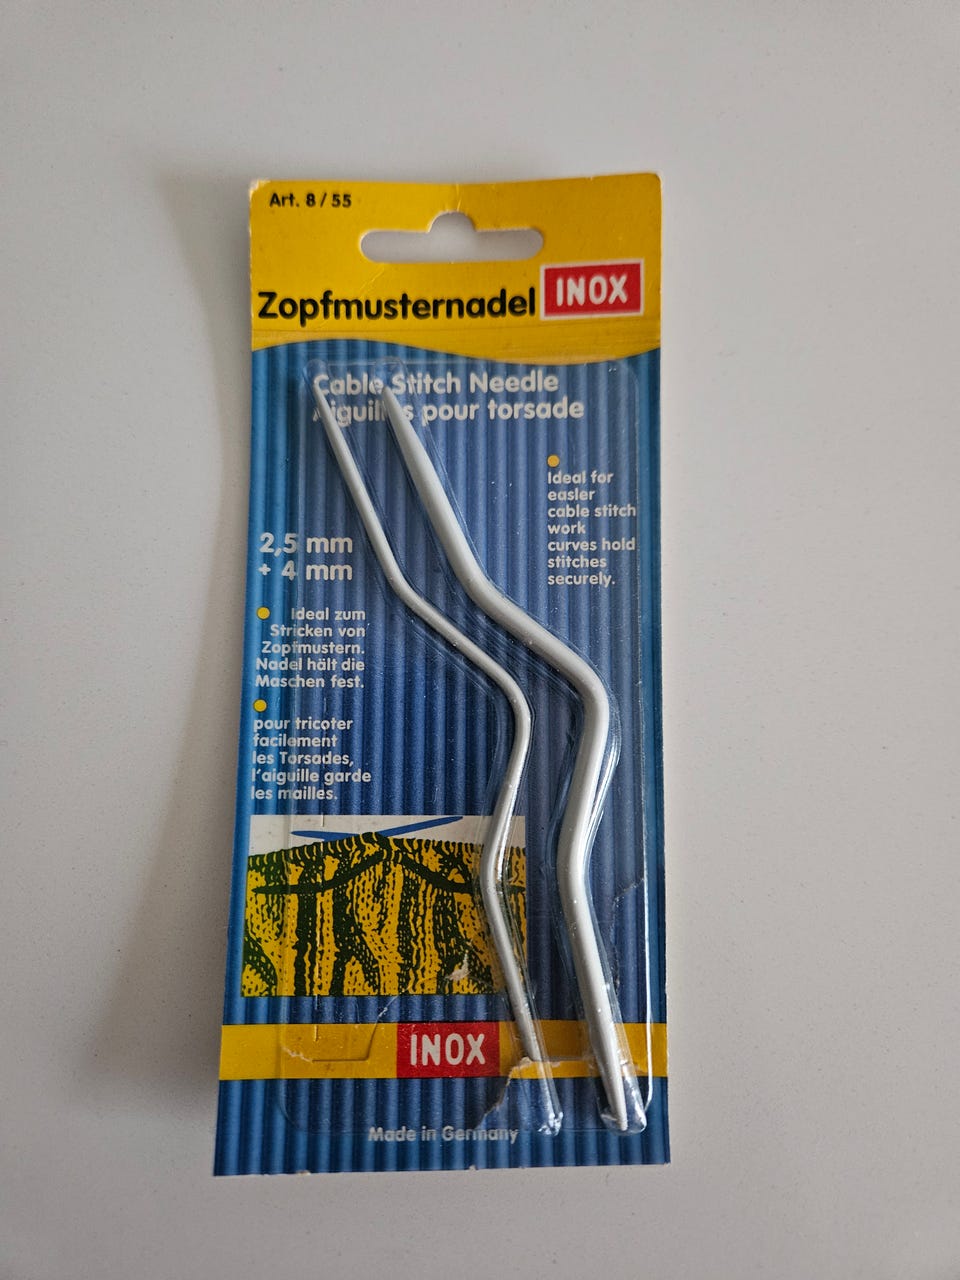 Art. 8 / 55
Zopfmusternadel INOX
Cable Stitch Needle
Aiguilles pour torsade
Ideal for
easier
cable stitch
work
curves hold
stitches
securely.
2,5 mm
+ 4 mm
Ideal zum
Stricken von
Zopfmustern.
Nadel hält die
Maschen fest.
pour tricoter
facilement
les Torsades,
l'aiguille garde
les mailles.
INOX
Made in Germany